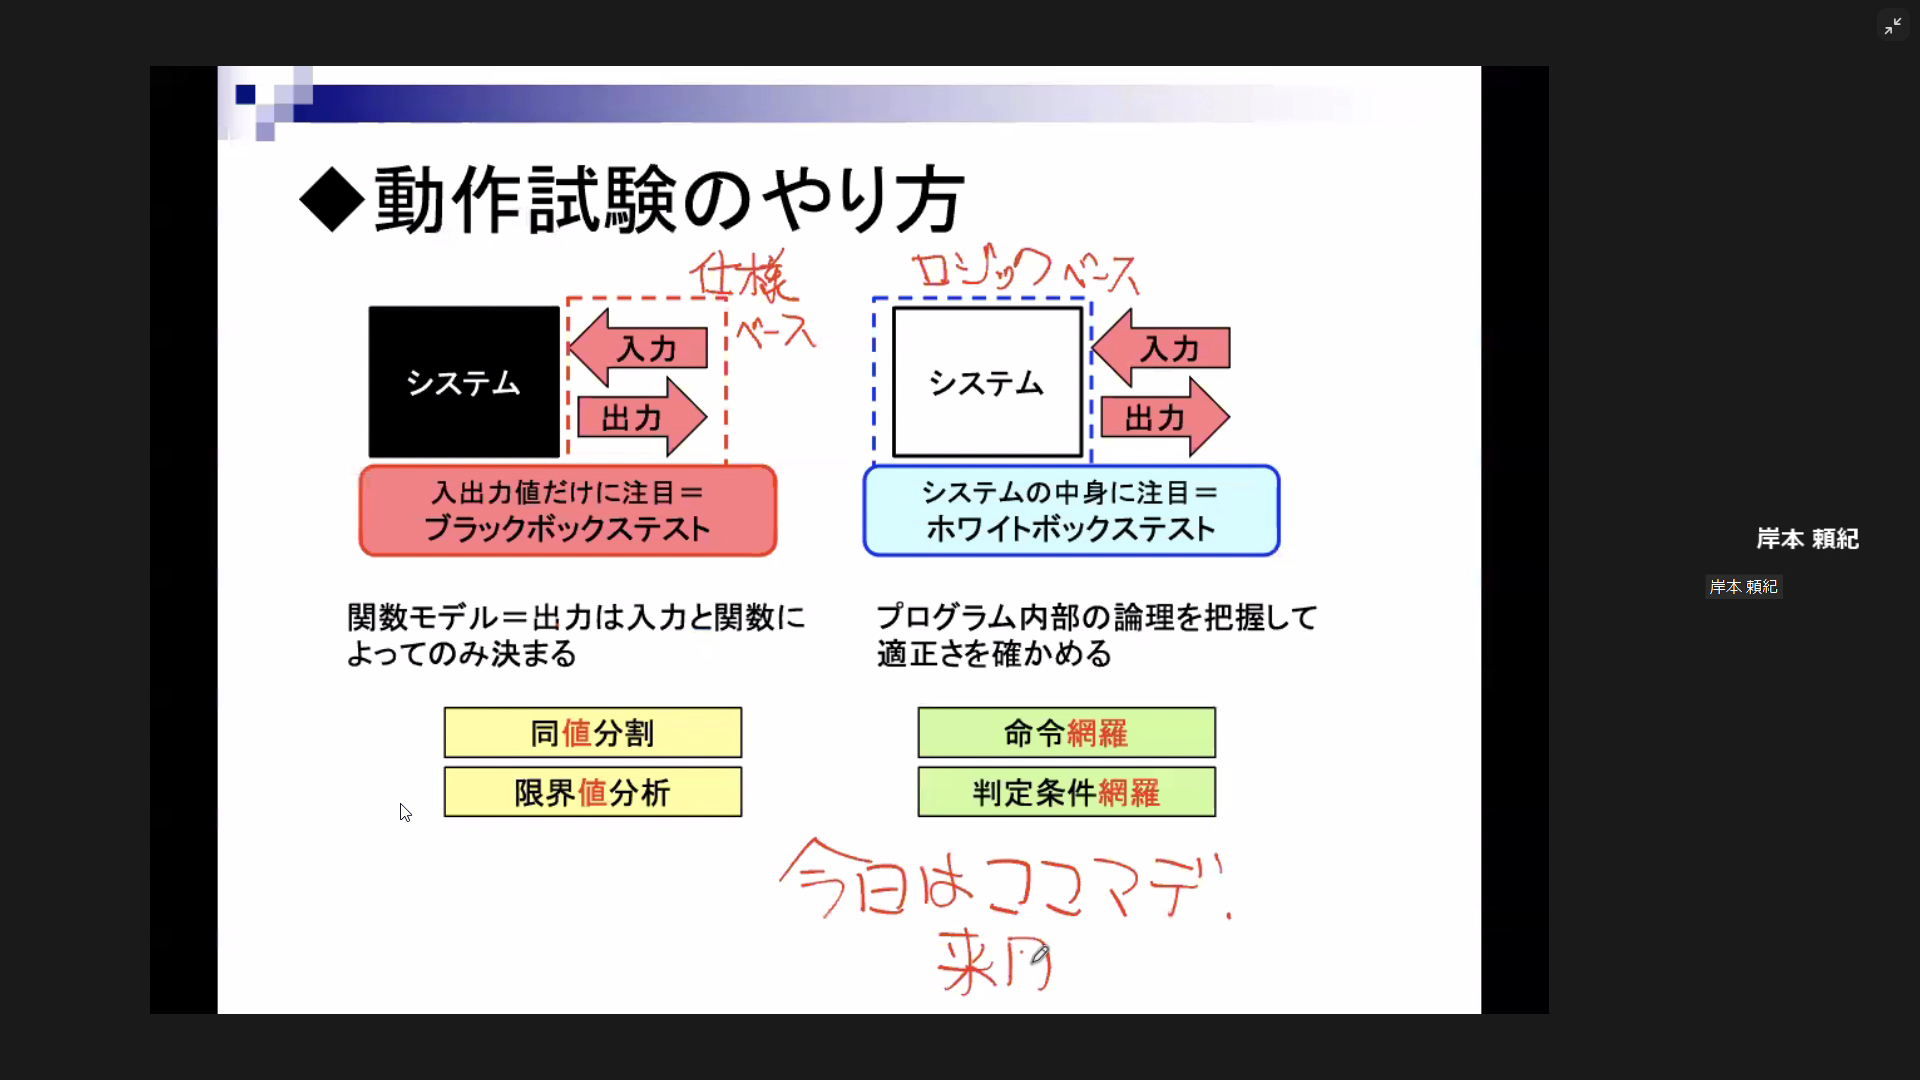 ◆動作試験のやり方
仕様
ベース
ロジックベース
システム
入力
出力
システム
入力
出力
入出力値だけに注目＝
ブラックボックステスト
システムの中身に注目＝
ホワイトボックステスト
関数モデル＝出力は入力と関数に
よってのみ決まる
プログラム内部の論理を把握して
適正さを確かめる
同値分割
限界値分析
命令網羅
判定条件網羅
今日はココマデ.
来
岸本 頼紀
岸本 頼紀